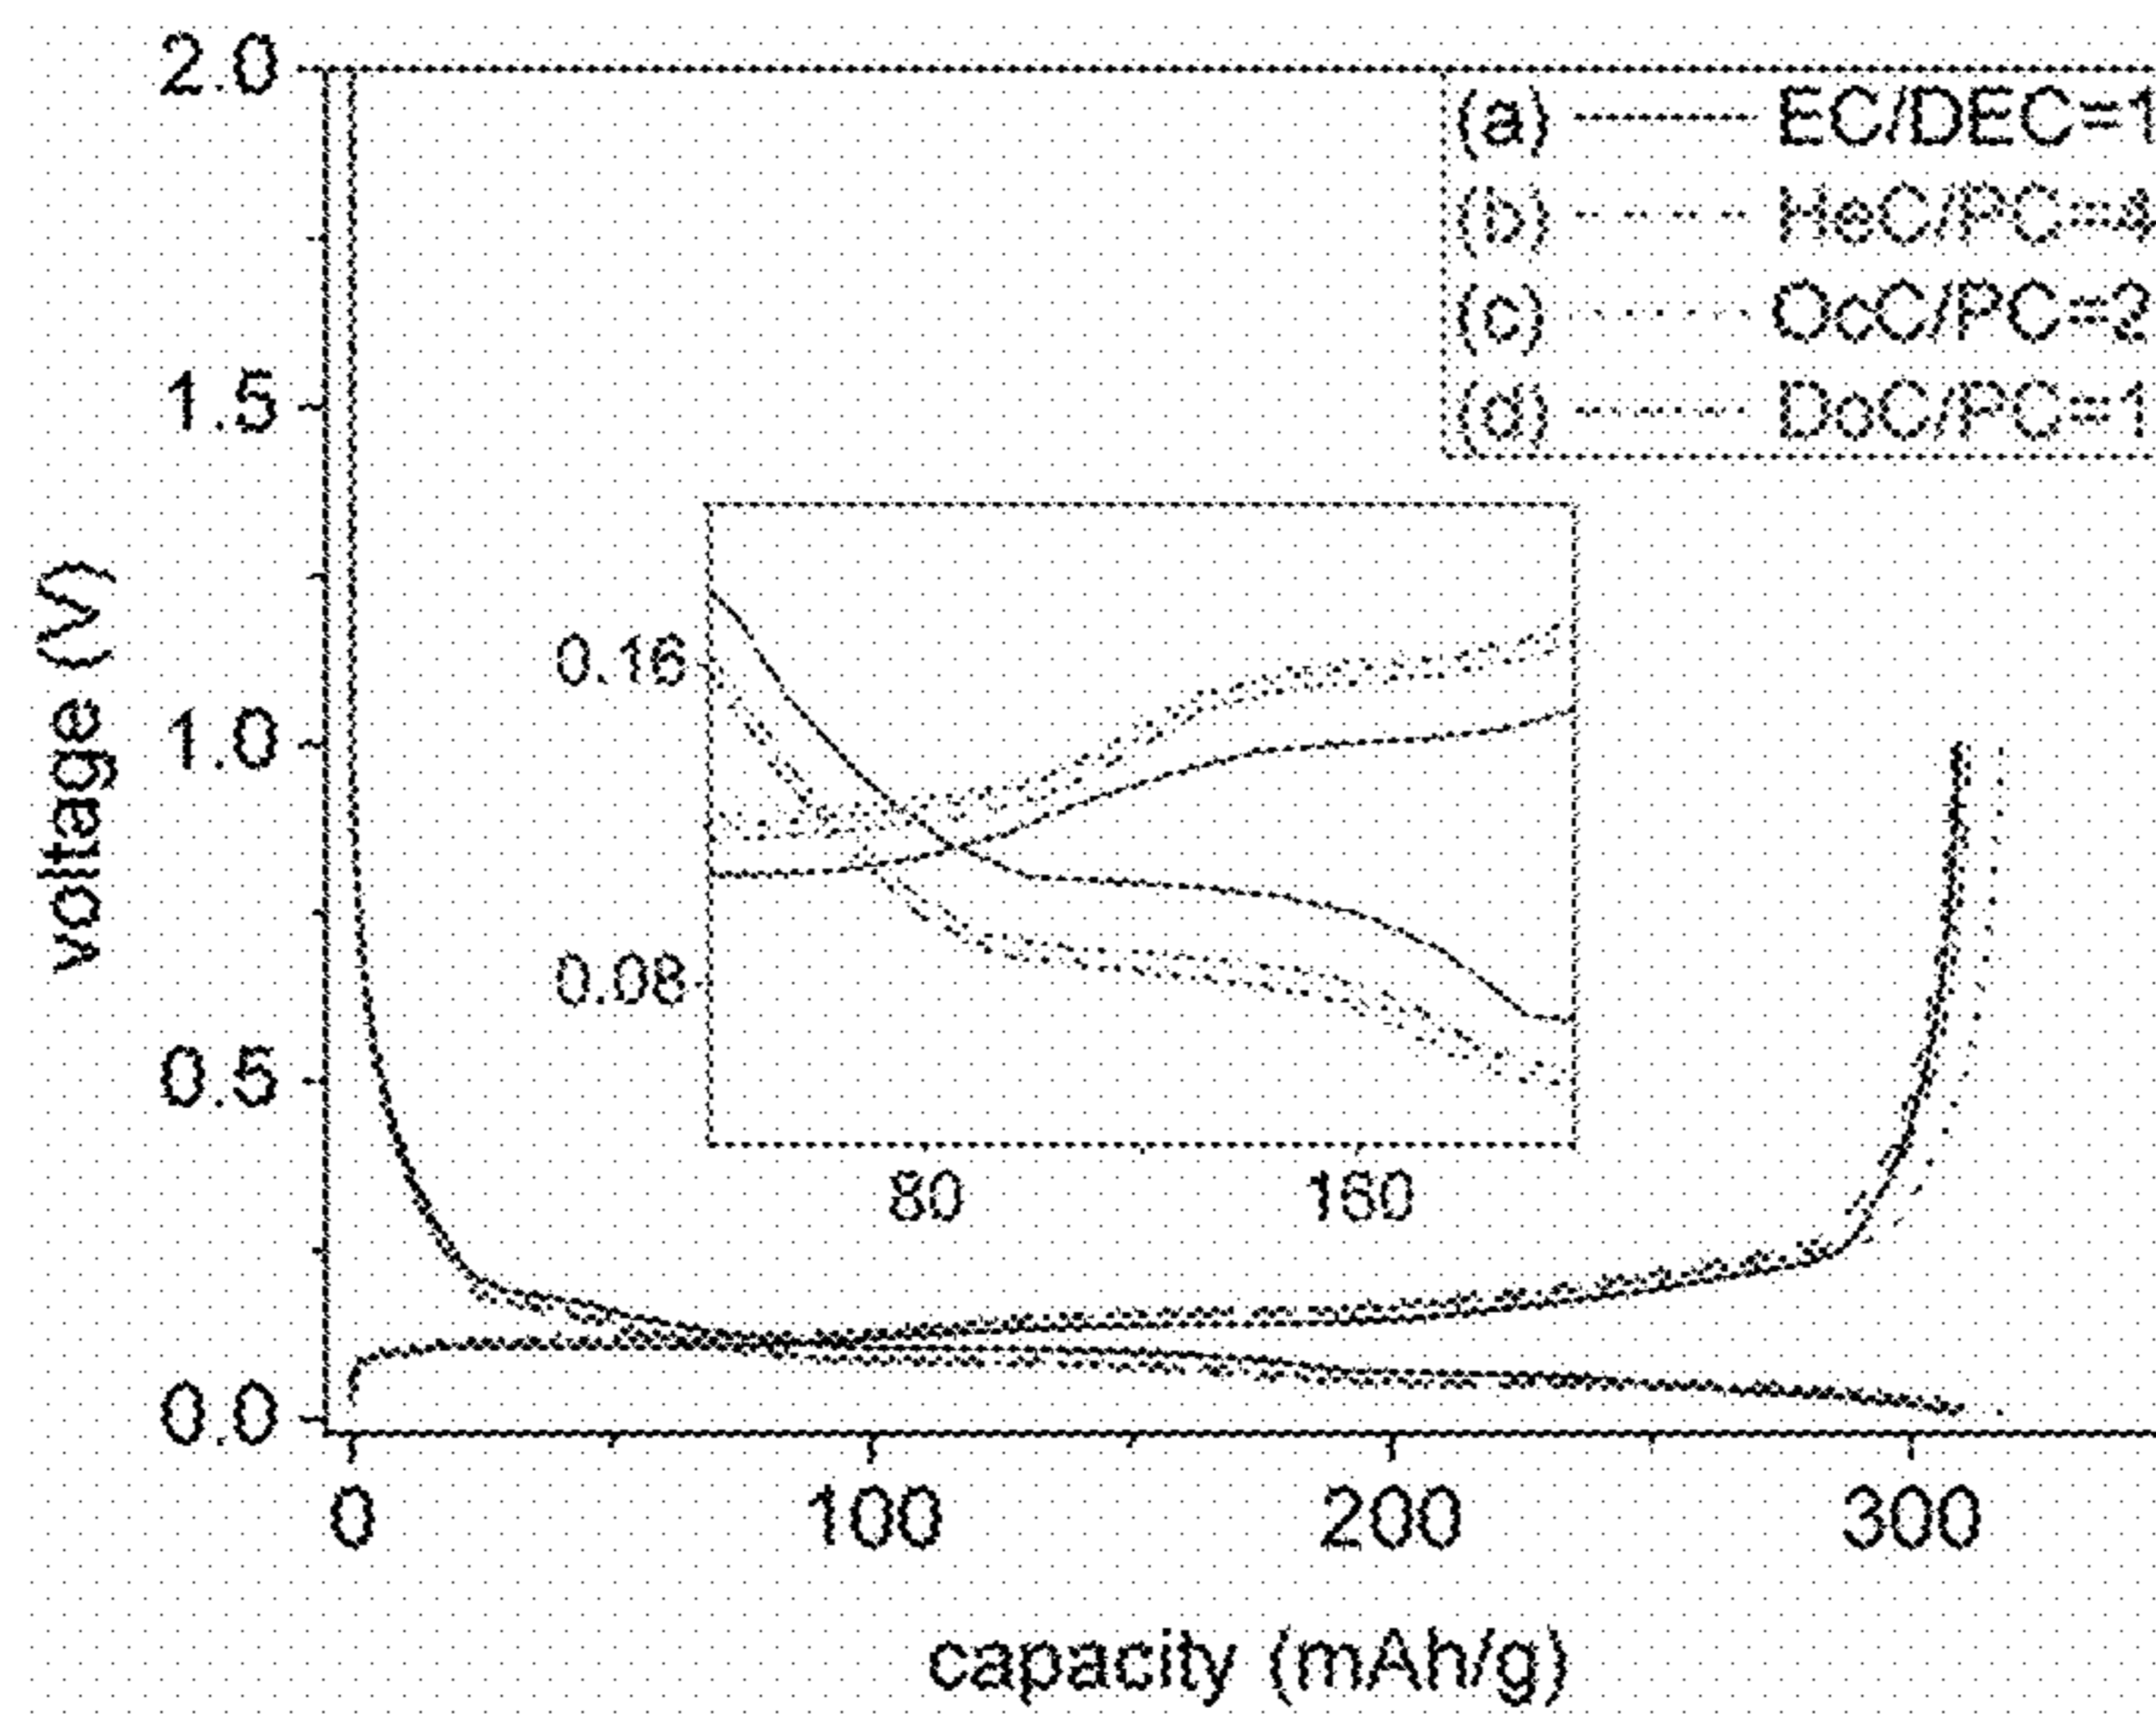 2.0
1.5
1.0
0.5
0.0
voltage (V)
(a) EC/DEC=1
(b) HeC/PC=4
(c) OcC/PC=2
(d) DoC/PC=1
0.16
0.08
80
160
0
100
200
300
capacity (mAh/g)